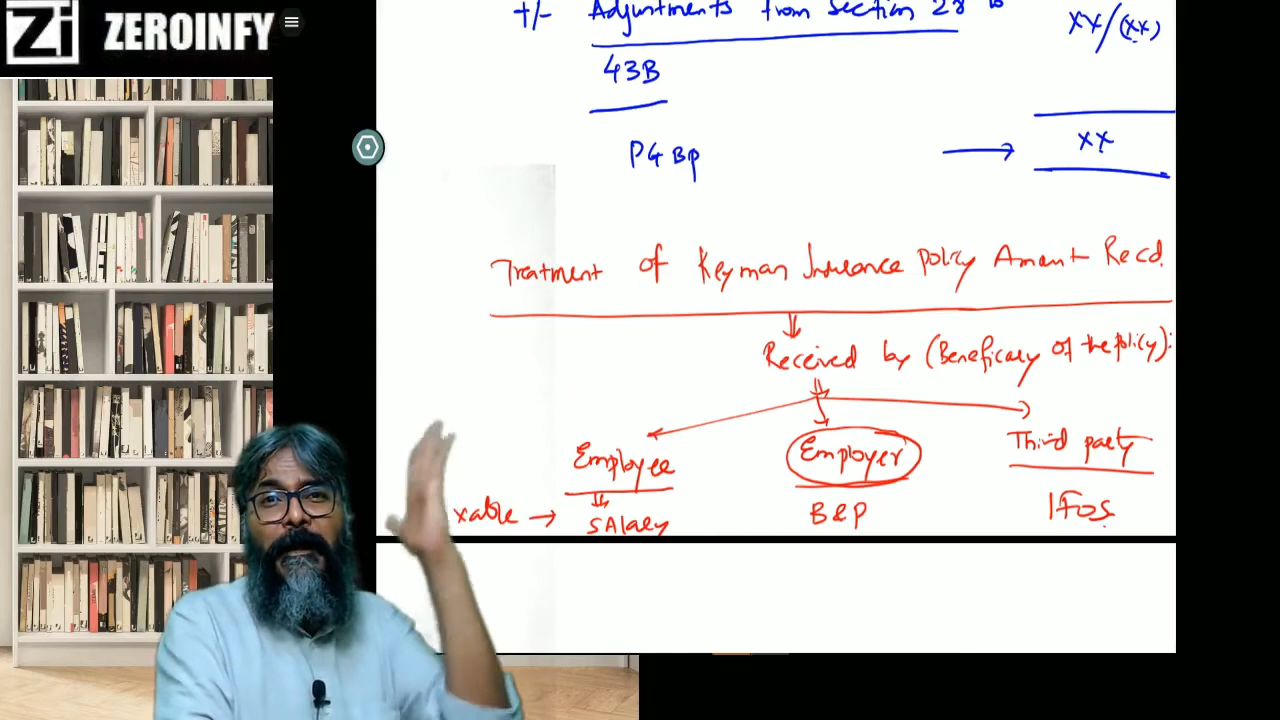 Zi ZEROINFY
+/- Adjustments from Section 28 to xx/(xx)
43B
PGBP → xx
Treatment of Keyman Insurance Policy Amount Recd.
Received by (Beneficary of the policy):
Employee Employer Third party
xable → SAlary B&P IFOS